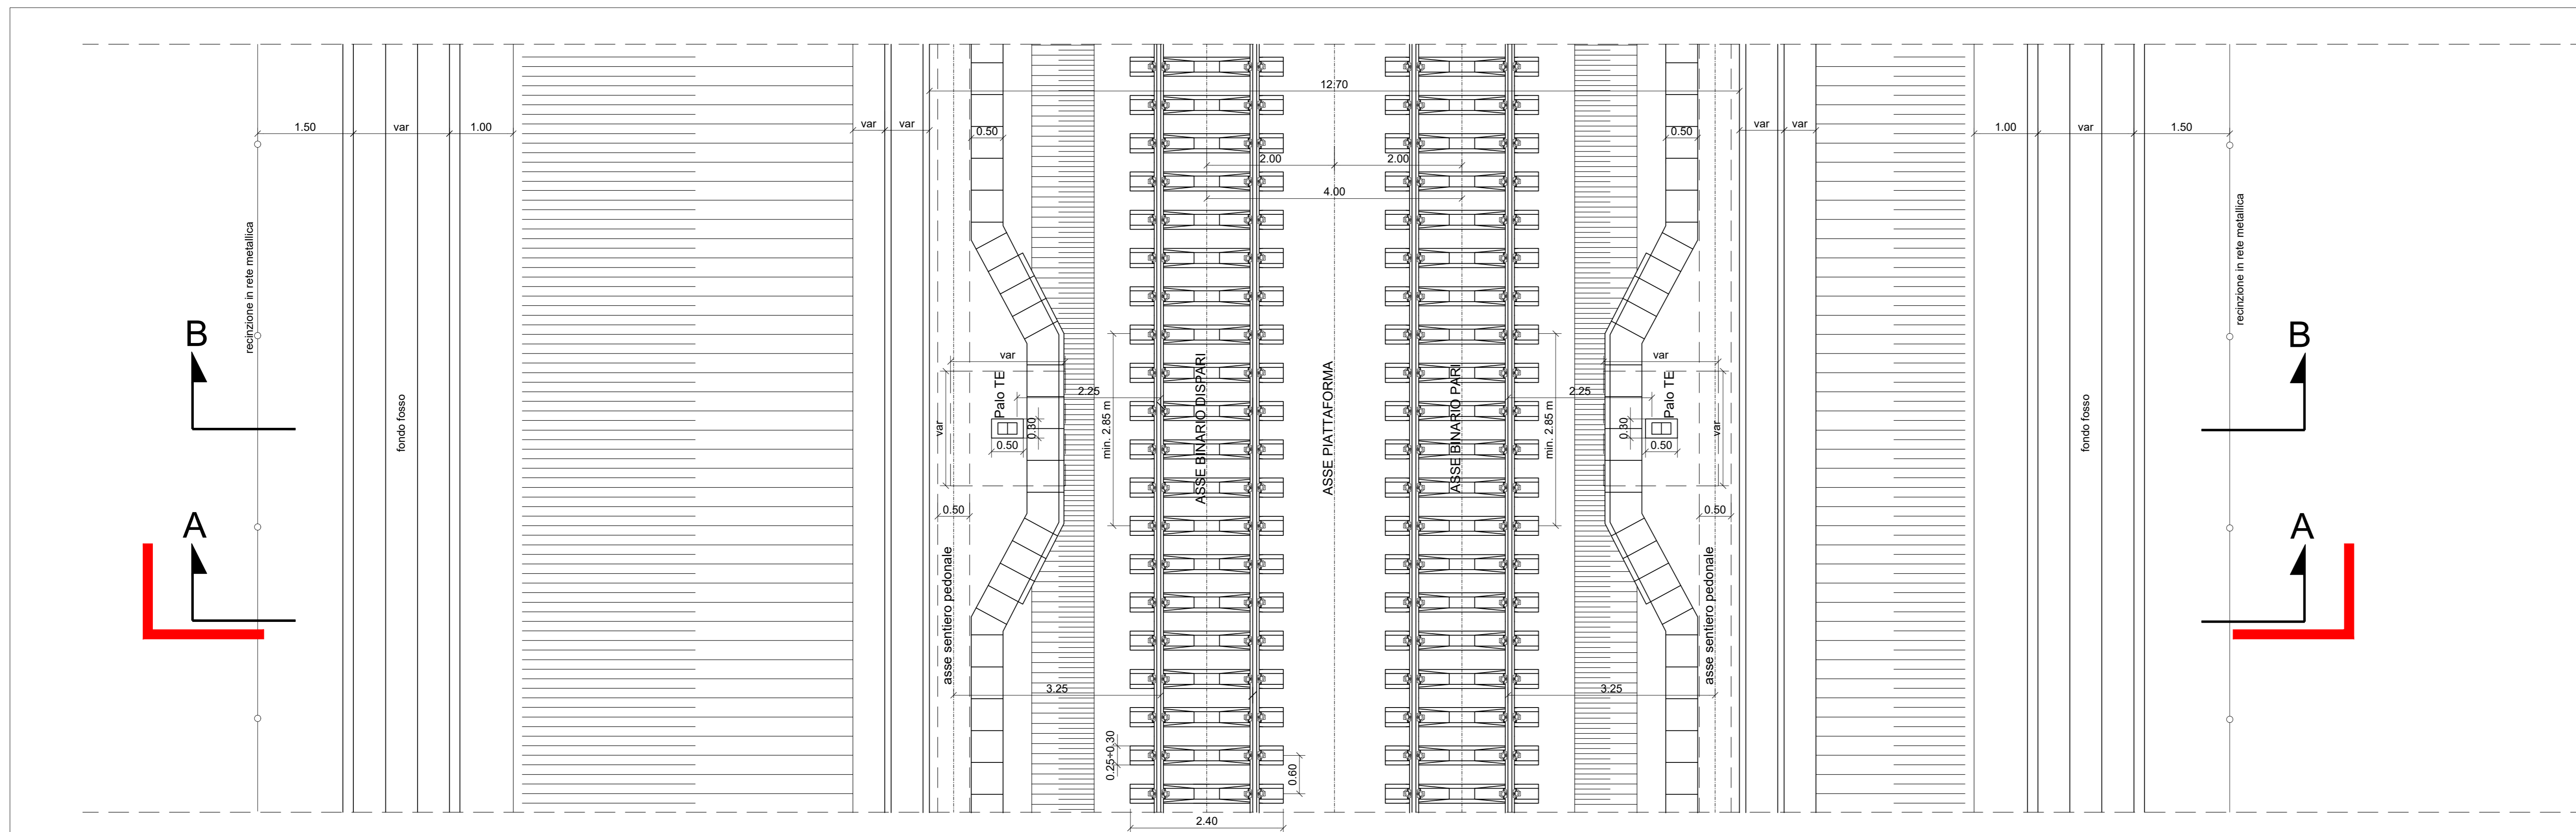 12.70
1.50
var
1.00
var
var
0.50
0.50
var
var
1.00
var
1.50
2.00
2.00
4.00
recinzione in rete metallica
recinzione in rete metallica
B
B
fondo fosso
fondo fosso
var
var
Palo TE
Palo TE
2.25
2.25
var
var
0.30
0.30
0.50
0.50
min. 2.85 m
min. 2.85 m
ASSE BINARIO DISPARI
ASSE PIATTAFORMA
ASSE BINARIO PARI
0.50
0.50
A
A
asse sentiero pedonale
asse sentiero pedonale
3.25
3.25
0.25÷0.30
0.60
2.40